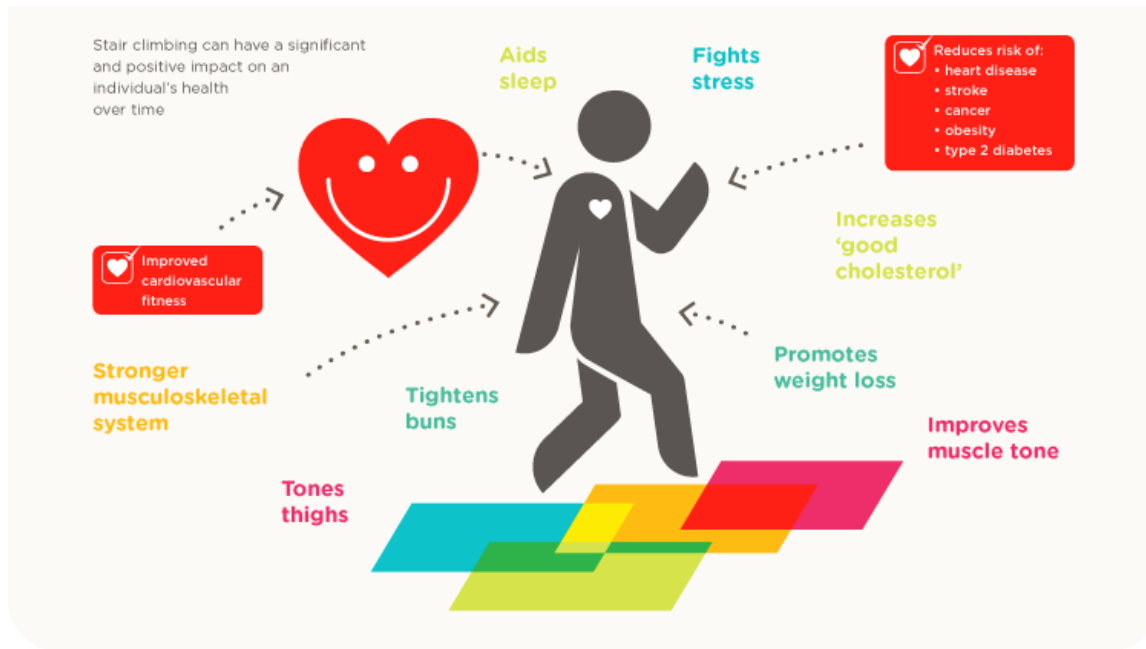 Stair climbing can have a significant
and positive impact on an
individual's health
over time
Aids
sleep
Fights
stress
Reduces risk of:
• heart disease
• stroke
• cancer
• obesity
• type 2 diabetes
Increases
‘good
cholesterol’
Improved
cardiovascular
fitness
Stronger
musculoskeletal
system
Tightens
buns
Promotes
weight loss
Improves
muscle tone
Tones
thighs